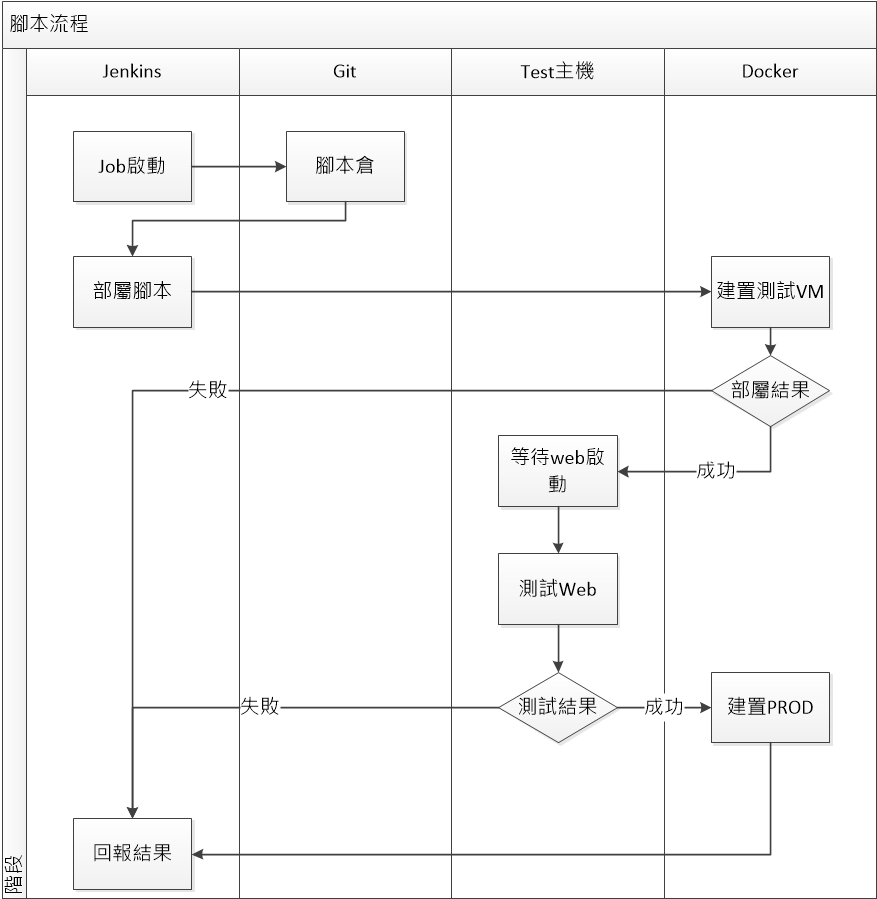 腳本流程
Jenkins
Git
Test主機
Docker
Job啟動
腳本倉
部屬腳本
建置測試VM
部屬結果
失敗
等待web啟
動
成功
測試Web
測試結果
失敗
成功
建置PROD
回報結果
階段